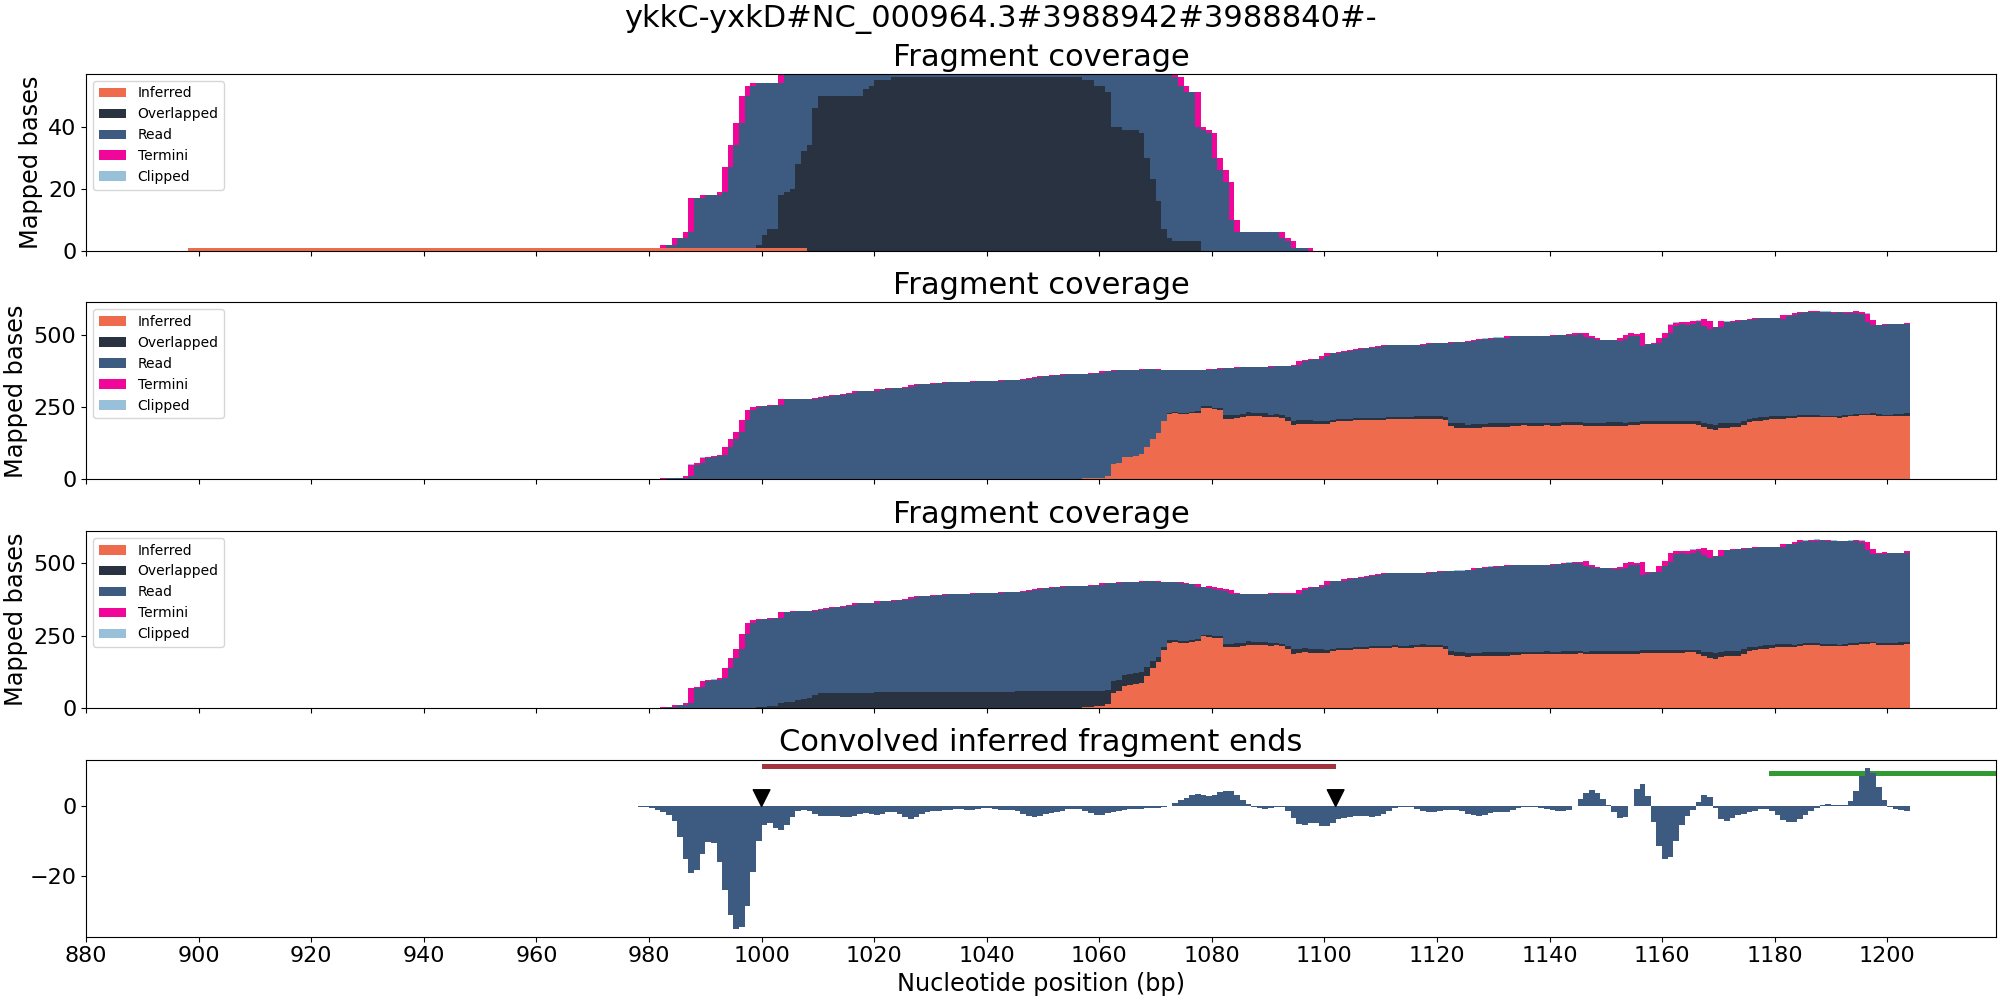 ykkC-yxkD#NC_000964.3#3988942#3988840#-
Fragment coverage
Mapped bases
40
20
0
Inferred
Overlapped
Read
Termini
Clipped
Fragment coverage
Mapped bases
500
250
0
Inferred
Overlapped
Read
Termini
Clipped
Fragment coverage
Mapped bases
500
250
0
Inferred
Overlapped
Read
Termini
Clipped
Convolved inferred fragment ends
0
−20
880 900 920 940 960 980 1000 1020 1040 1060 1080 1100 1120 1140 1160 1180 1200
Nucleotide position (bp)